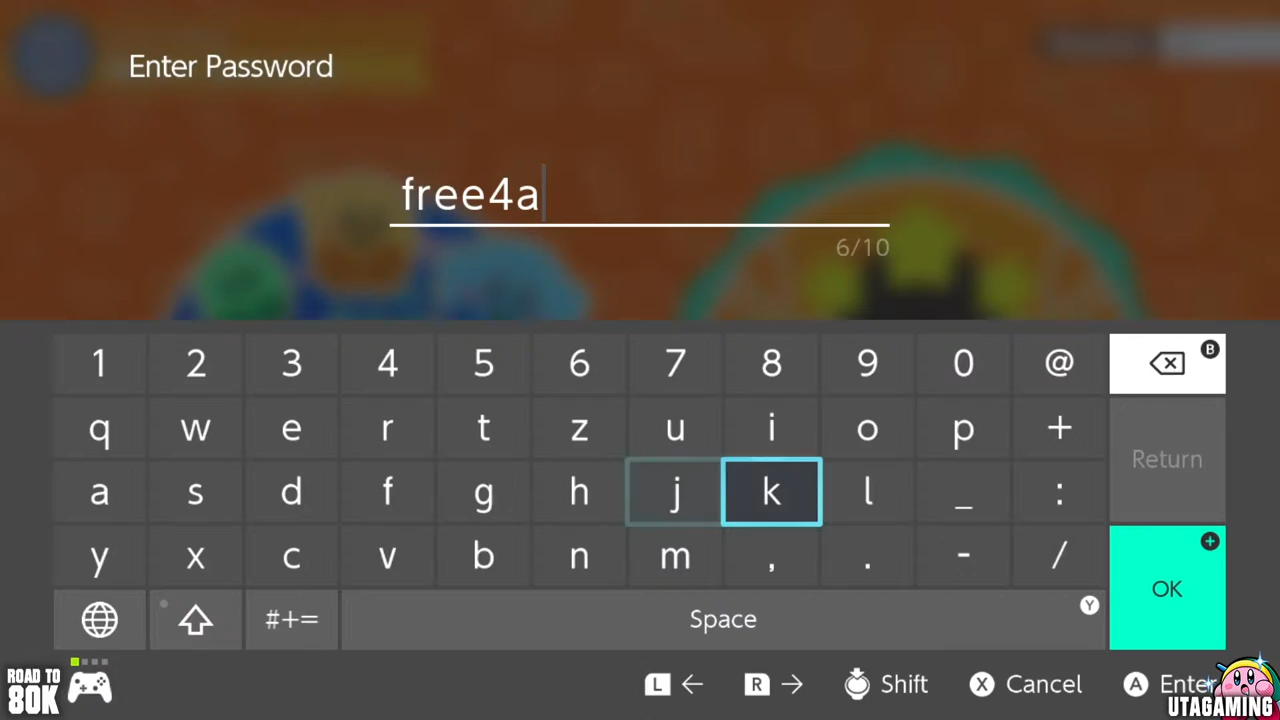 Enter Password
free4a
6/10
1 2 3 4 5 6 7 8 9 0 @ B
q w e r t z u i o p +
Return
a s d f g h j k l _ :
y x c v b n m , . - /
OK +
#+= Space Y
ROAD TO
80K
L ← R → Shift X Cancel A Enter
UTAGAMING